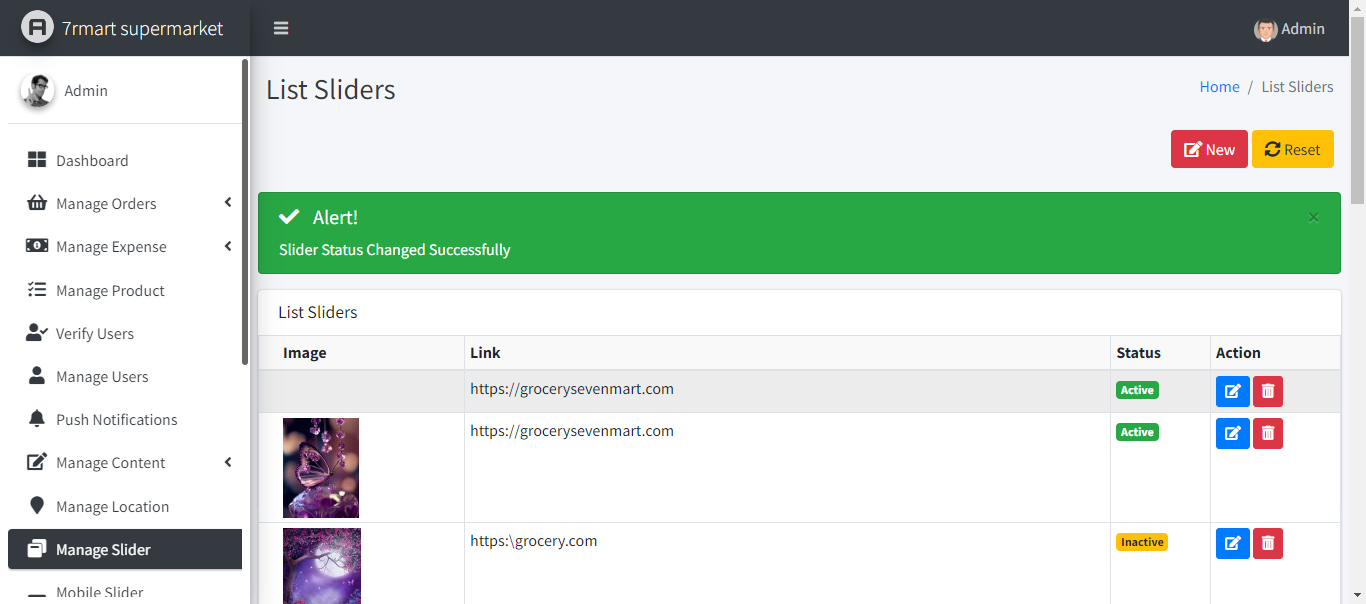 7rmart supermarket
Admin
Admin
List Sliders
Home / List Sliders
New
Reset
Dashboard
Manage Orders
Manage Expense
Manage Product
Verify Users
Manage Users
Push Notifications
Manage Content
Manage Location
Manage Slider
Mobile Slider
Alert!
×
Slider Status Changed Successfully
List Sliders
Image Link Status Action
https://grocerysevenmart.com Active
https://grocerysevenmart.com Active
https:\grocery.com Inactive